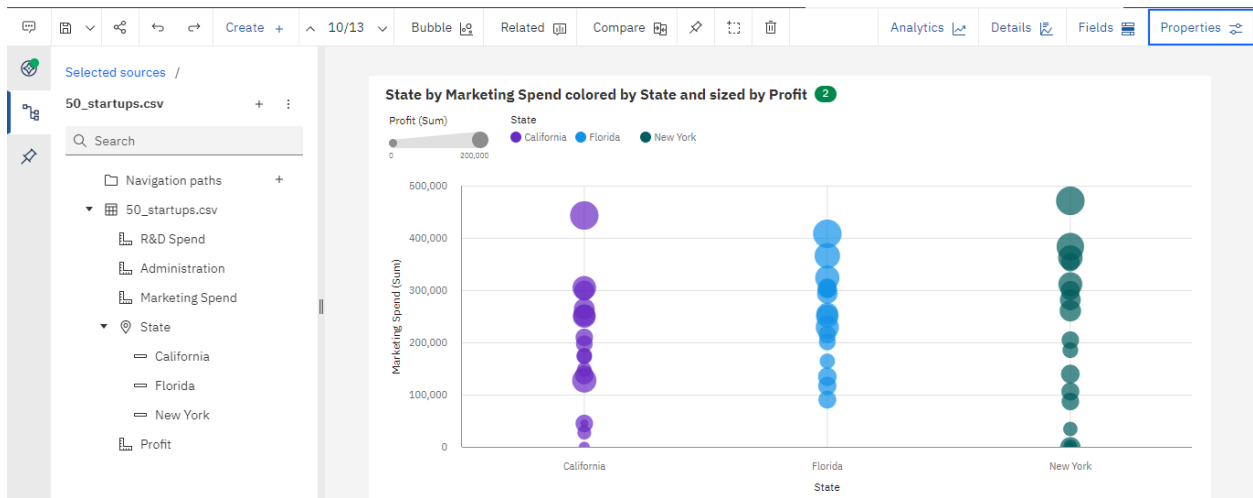 Create + 10/13 Bubble Related Compare Analytics Details Fields Properties
Selected sources /
50_startups.csv
Search
Navigation paths
50_startups.csv
R&D Spend
Administration
Marketing Spend
State
California
Florida
New York
Profit
State by Marketing Spend colored by State and sized by Profit 2
Profit (Sum)
0 200,000
State
California Florida New York
Marketing Spend (Sum)
500,000
400,000
300,000
200,000
100,000
0
California Florida New York
State